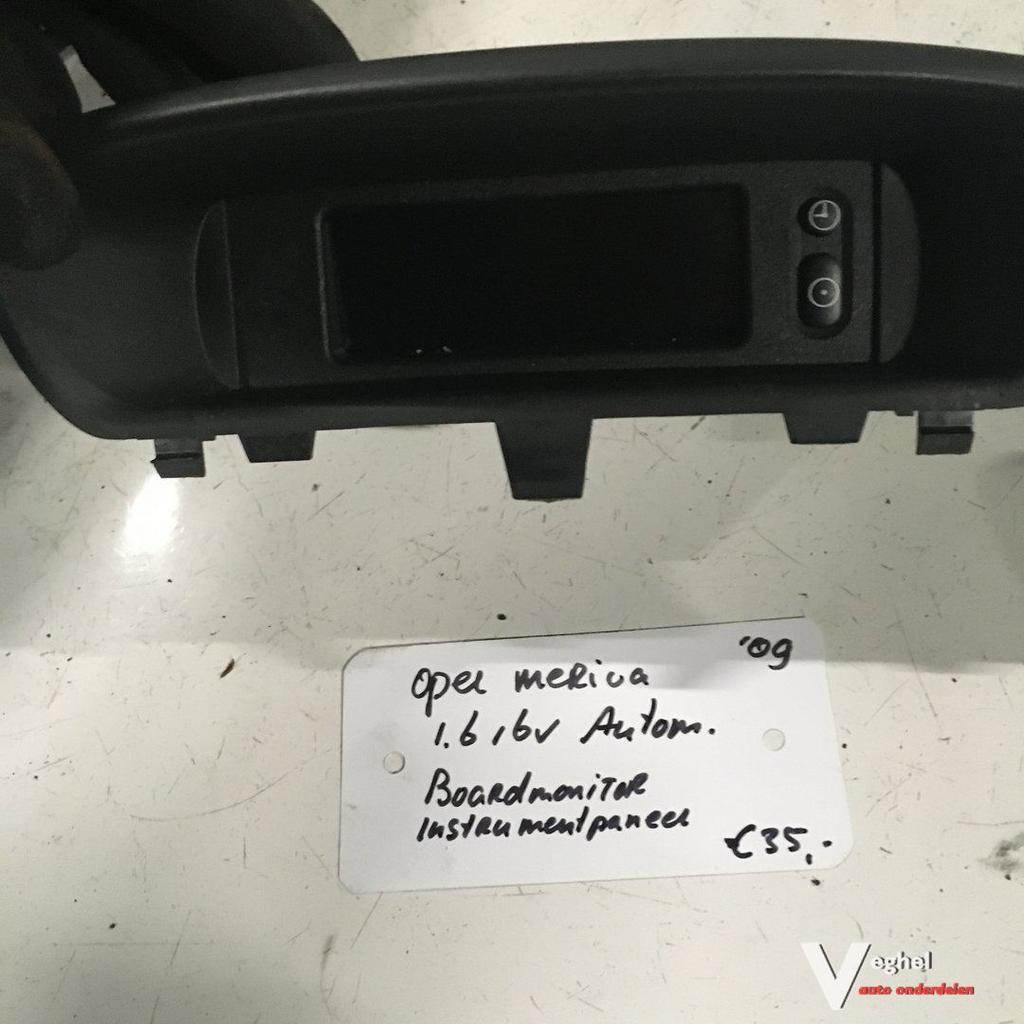 '09
Opel meriva
1.6 16v Autom.
Boardmonitor
Instrumentpaneel
€35,-
Veghel
auto onderdelen